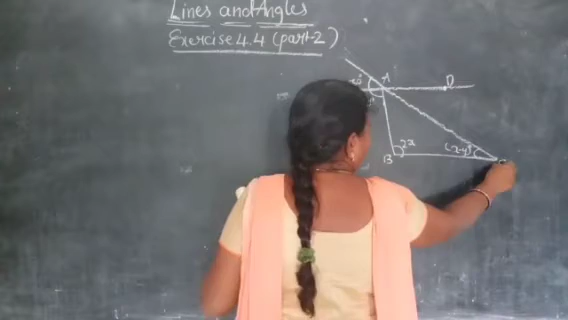 Lines and Angles
Exercise 4.4 (part-2)
A
D
B
2x
(x-y)°